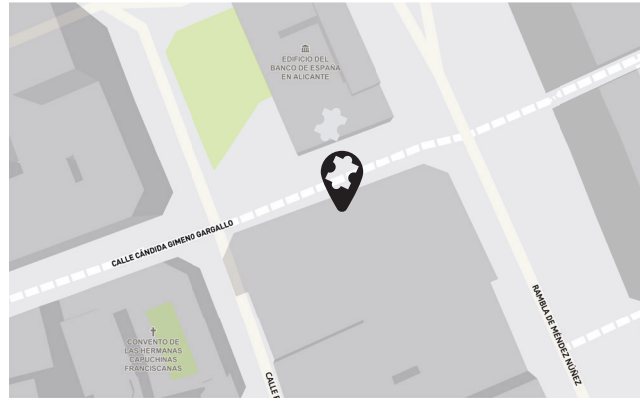 EDIFICIO DEL
BANCO DE ESPAÑA
EN ALICANTE
CALLE CÁNDIDA GIMENO GARGALLO
RAMBLA DE MÉNDEZ NÚÑEZ
CONVENTO DE
LAS HERMANAS
CAPUCHINAS
FRANCISCANAS
CALLE